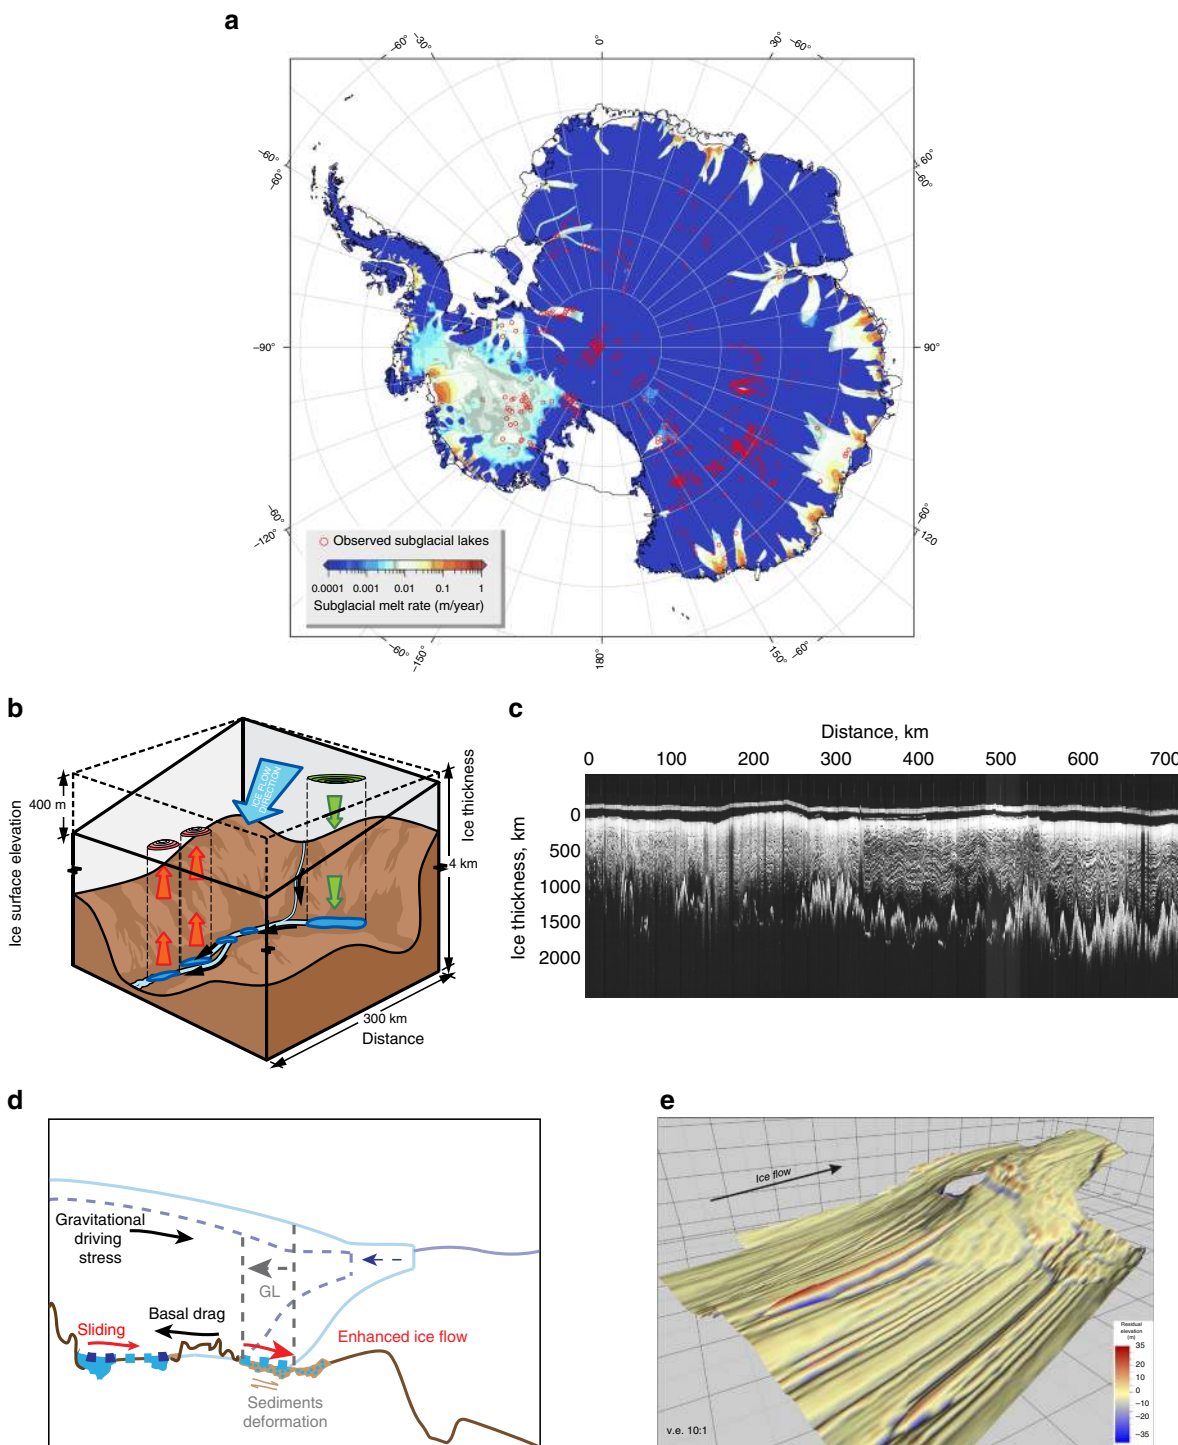 a
–60° –30° 0 30° –60°
–60° 60°
–60° –60°
–90° 90°
–60° –60°
–120° 120
Observed subglacial lakes
0.0001 0.001 0.01 0.1 1
Subglacial melt rate (m/year)
–60° –150° 180° 150° –60°
b
400 m
Ice surface elevation
ICE FLOW
DIRECTION
Ice thickness
4 km
300 km
Distance
c
Distance, km
0 100 200 300 400 500 600 700
Ice thickness, km
0
500
1000
1500
2000
d
Gravitational
driving
stress
GL
Basal drag
Sliding
Enhanced ice flow
Sediments
deformation
e
Ice flow
Residual
elevation
(m)
35
20
10
0
–10
–20
–35
v.e. 10:1